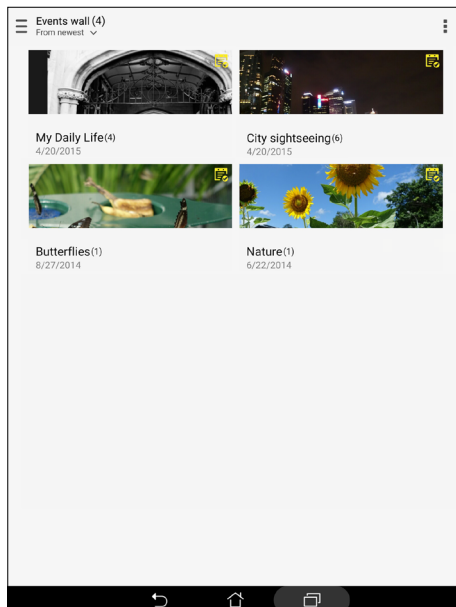 Events wall (4)
From newest
My Daily Life(4)
4/20/2015
City sightseeing(6)
4/20/2015
Butterflies(1)
8/27/2014
Nature(1)
6/22/2014